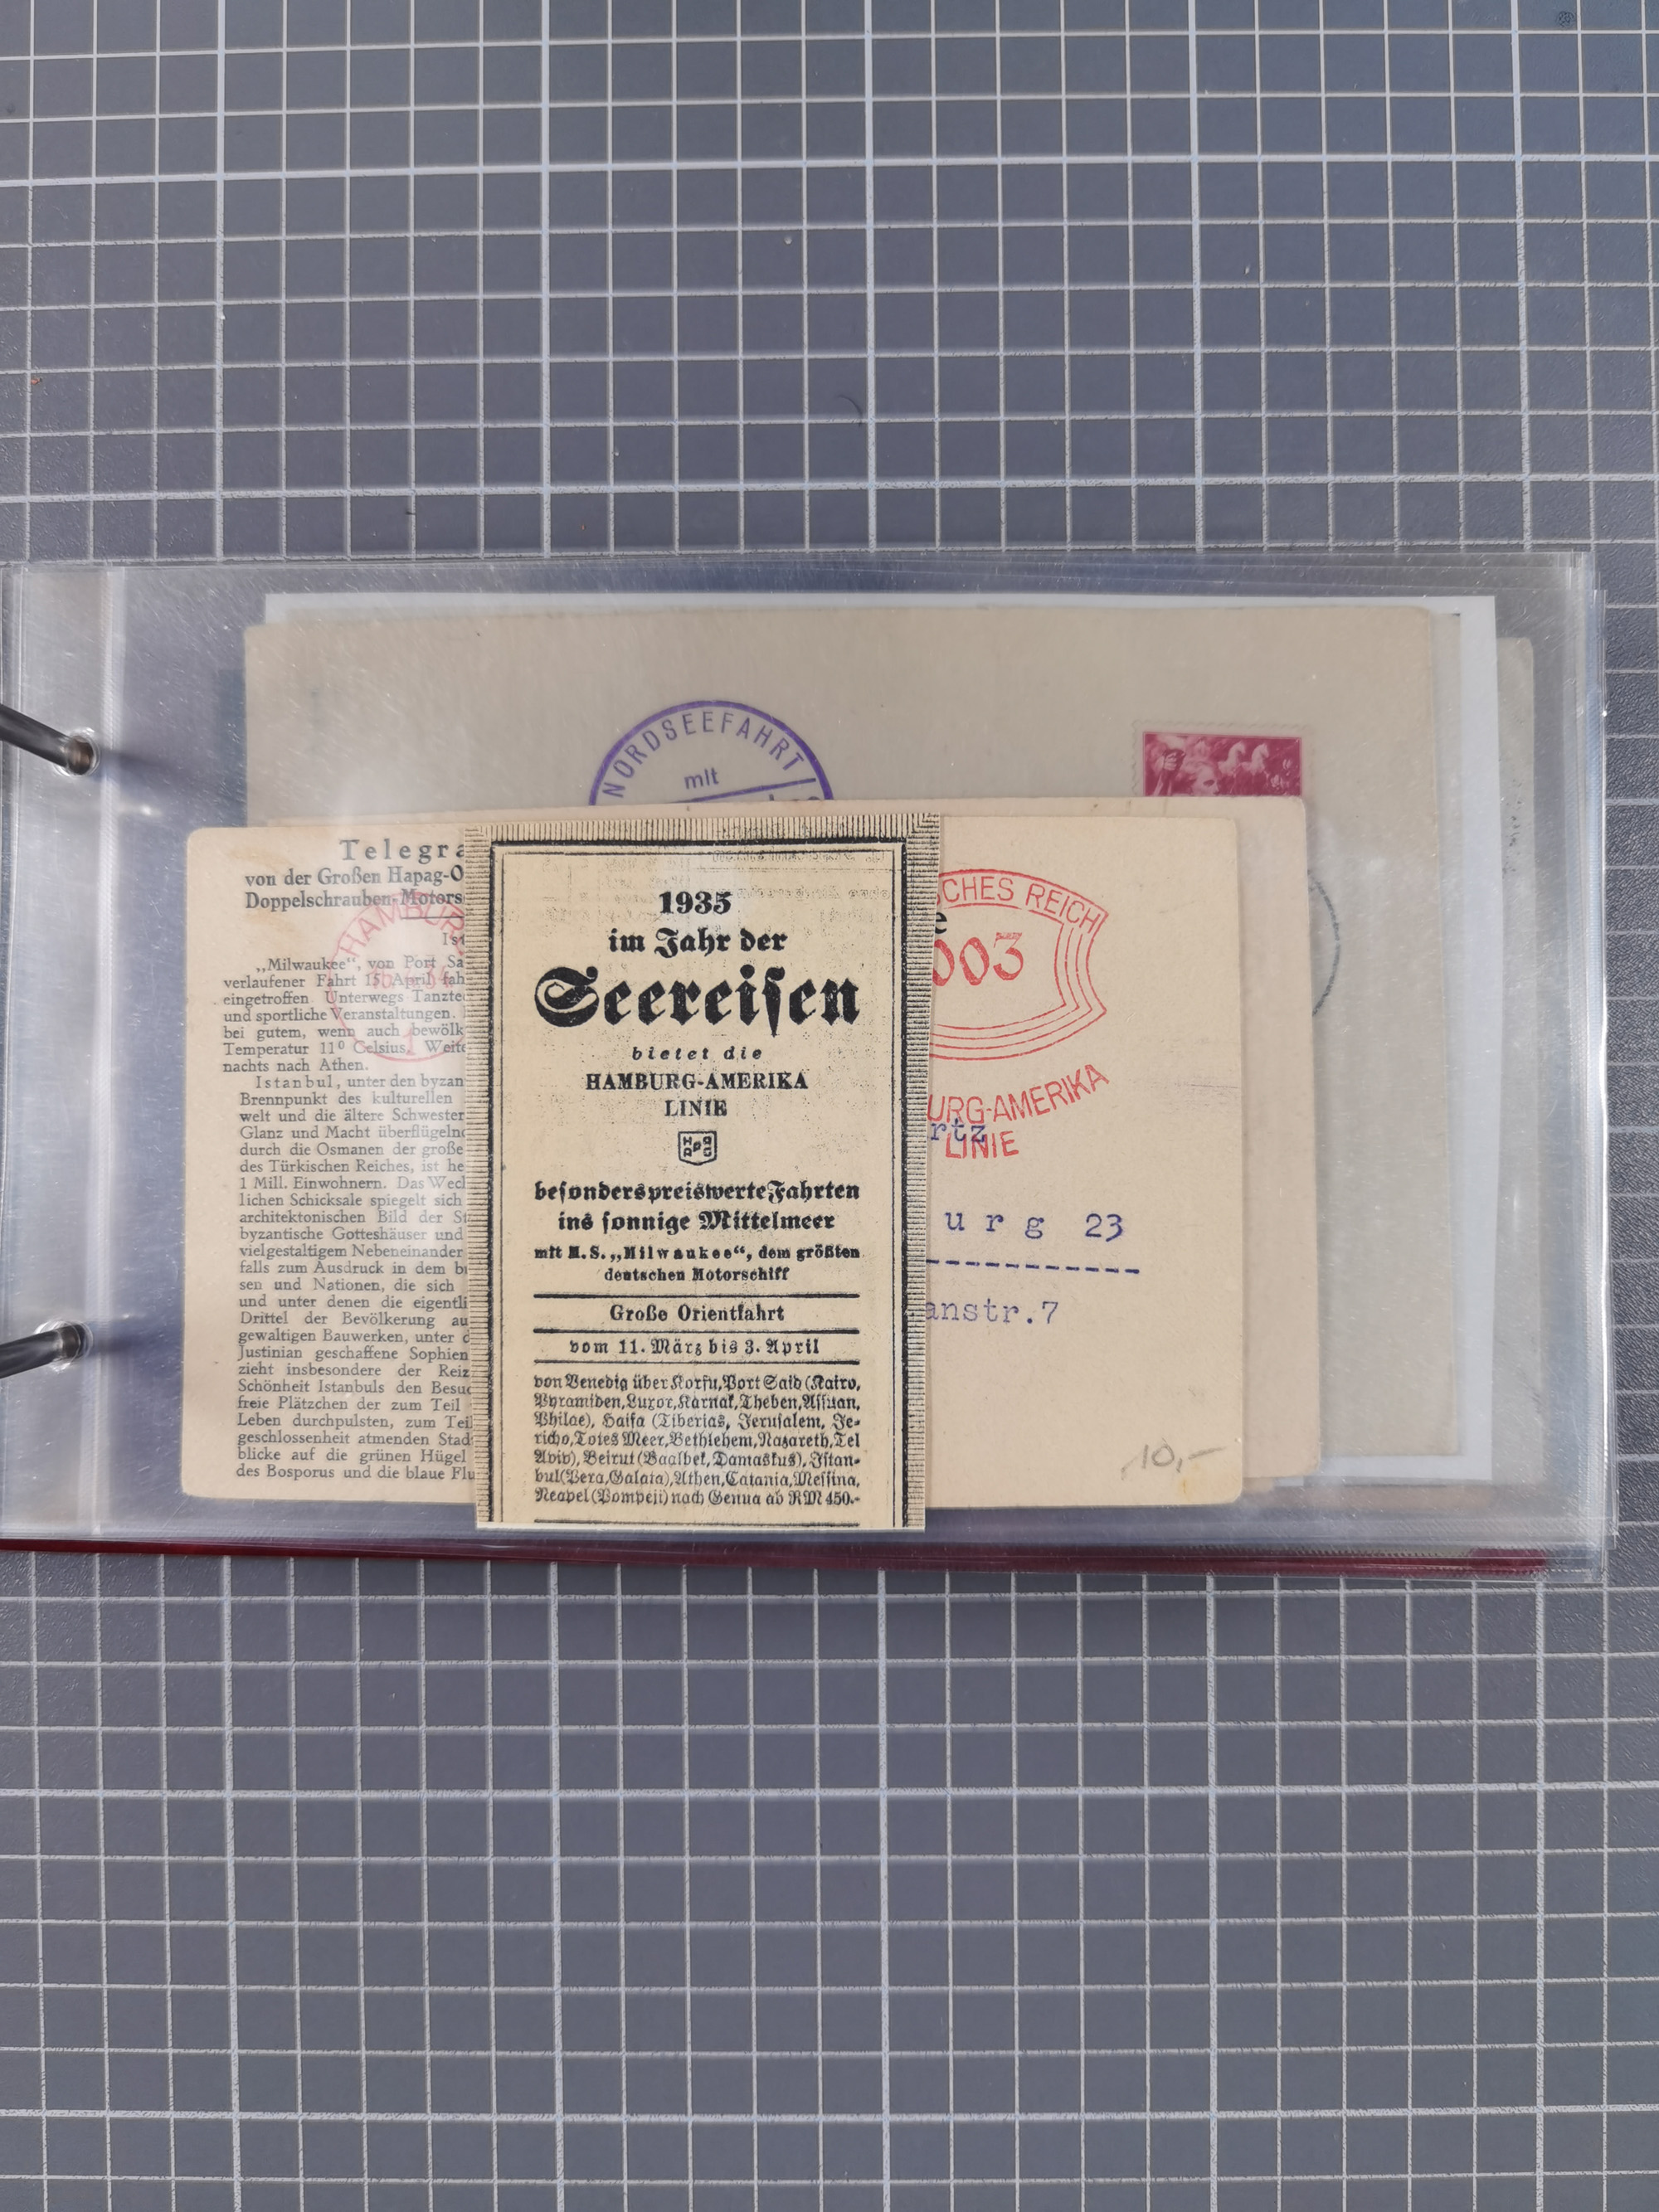 NORDSEEFAHRT
mit
Telegra
von der Großen Hapag-O
Doppelschrauben-Motors
Ist
„Milwaukee“, von Port Sa
verlaufener Fahrt 15. April fah
eingetroffen. Unterwegs Tanztee
und sportliche Veranstaltungen.
bei gutem, wenn auch bewölk
Temperatur 11⁰ Celsius. Weite
nachts nach Athen.
Istanbul, unter den byzan
Brennpunkt des kulturellen
welt und die ältere Schwester
Glanz und Macht überflügelnd
durch die Osmanen der große
des Türkischen Reiches, ist he
1 Mill. Einwohnern. Das Wech
lichen Schicksale spiegelt sich
architektonischen Bild der St
byzantische Gotteshäuser und
vielgestaltigem Nebeneinander
falls zum Ausdruck in dem bu
sen und Nationen, die sich
und unter denen die eigentli
Drittel der Bevölkerung au
gewaltigen Bauwerken, unter d
Justinian geschaffene Sophien
zieht insbesondere der Reiz
Schönheit Istanbuls den Besuc
freie Plätzchen der zum Teil
Leben durchpulsten, zum Teil
geschlossenheit atmenden Stad
blicke auf die grünen Hügel
des Bosporus und die blaue Flu
HAMBUR
1935
im Jahr der
Seereisen
bietet die
HAMBURG-AMERIKA
LINIE
HAPAG
besonders preiswerte Fahrten
ins sonnige Mittelmeer
mit M.S. „Milwaukee“, dem größten
deutschen Motorschiff
Große Orientfahrt
vom 11. März bis 3. April
von Venedig über Korfu, Port Said (Kairo,
Pyramiden, Luxor, Karnak, Theben, Assuan,
Philae), Haifa (Tiberias, Jerusalem, Je-
richo, Totes Meer, Bethlehem, Nazareth, Tel
Aviv), Beirut (Baalbek, Damaskus), Istan-
bul (Pera, Galata), Athen, Catania, Messina,
Neapel (Pompeji) nach Genua ab RM 450.-
SCHES REICH
e
003
URG-AMERIKA
LINIE
rtz
urg 23
anstr.7
10,-